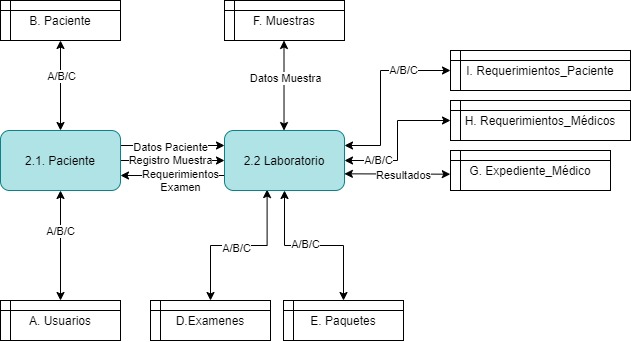 B. Paciente
F. Muestras
A/B/C
Datos Muestra
A/B/C
I. Requerimientos_Paciente
H. Requerimientos_Médicos
A/B/C
G. Expediente_Médico
Resultados
2.1. Paciente
Datos Paciente
Registro Muestra
Requerimientos
Examen
2.2 Laboratorio
A/B/C
A/B/C
A/B/C
A. Usuarios
D.Examenes
E. Paquetes